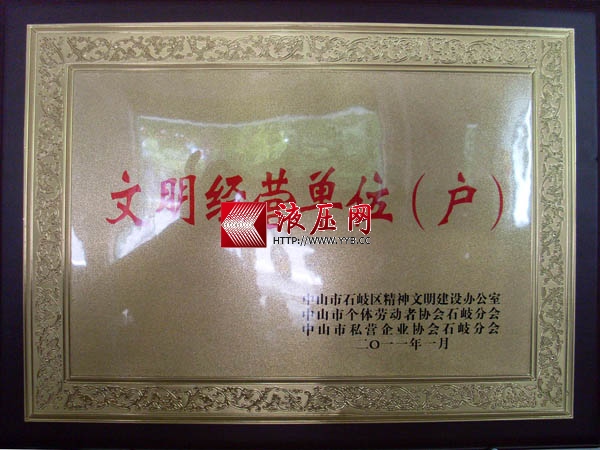 文明经营单位（户）
液压网
HTTP://WWW.YYB.CC
中山市石岐区精神文明建设办公室
中山市个体劳动者协会石岐分会
中山市私营企业协会石岐分会
二〇一一年一月